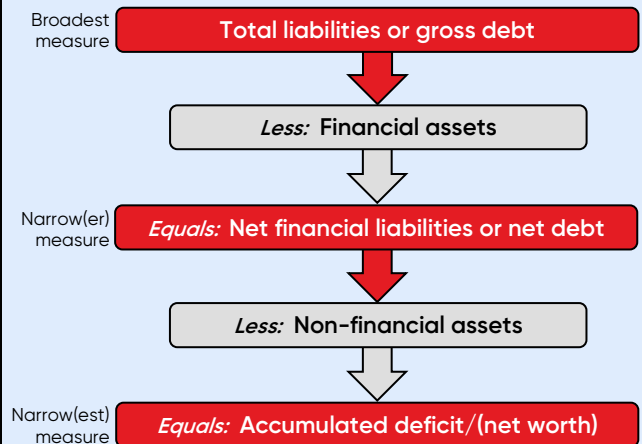 Broadest
measure
Total liabilities or gross debt
Less: Financial assets
Narrow(er)
measure
Equals: Net financial liabilities or net debt
Less: Non-financial assets
Narrow(est)
measure
Equals: Accumulated deficit/(net worth)